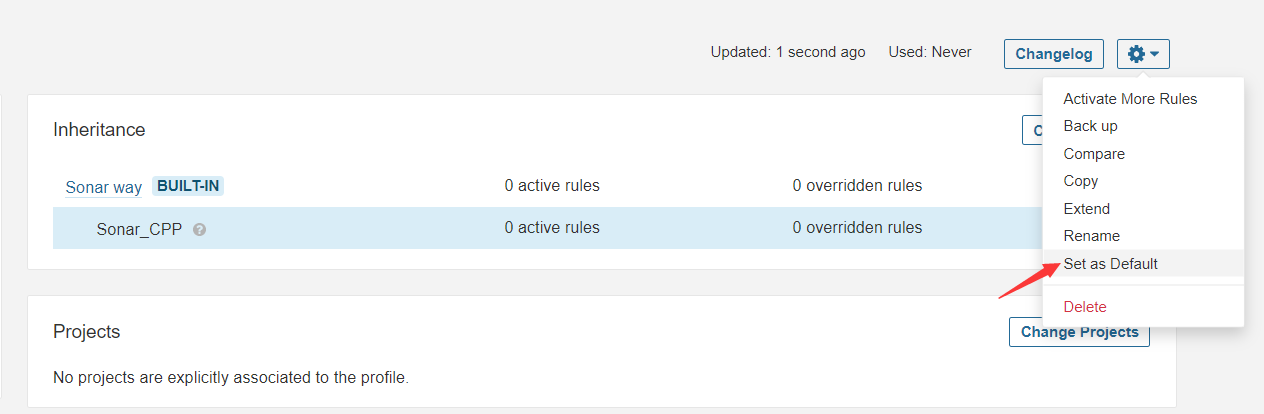 Updated: 1 second ago Used: Never Changelog
Activate More Rules
Inheritance
Back up
Compare
Sonar way BUILT-IN 0 active rules 0 overridden rules
Copy
Extend
Sonar_CPP ? 0 active rules 0 overridden rules
Rename
Set as Default
Delete
Projects Change Projects
No projects are explicitly associated to the profile.